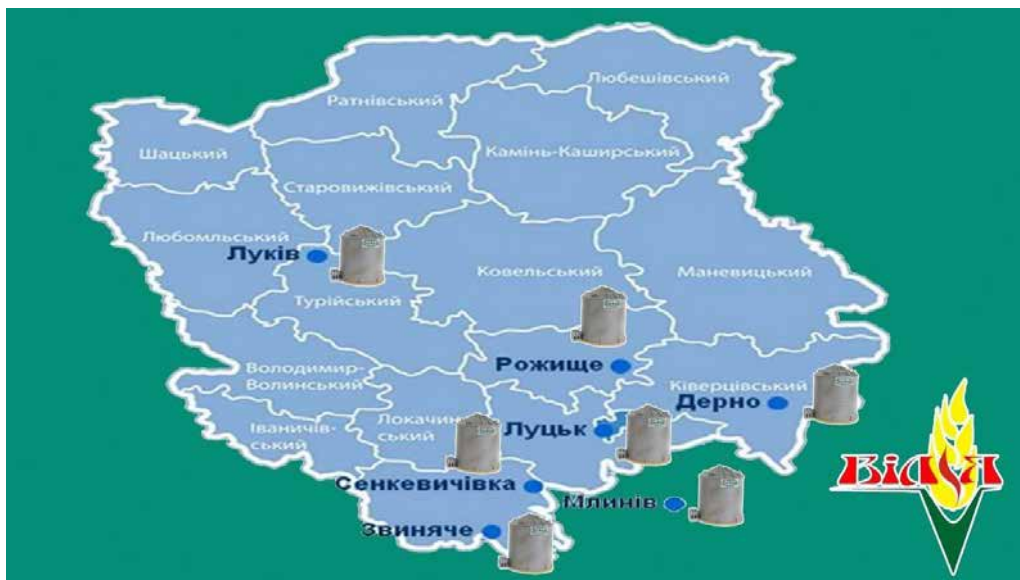 Любешівський
Ратнівський
Шацький
Камінь-Каширський
Старовижівський
Любомльський
Луків
Ковельський
Маневицький
Турійський
Рожище
Володимир-
Волинський
Ківерцівський
Дерно
Іваничів-
ський
Локачин
ський
Луцьк
Сенкевичівка
Млинів
Звиняче
Вілія